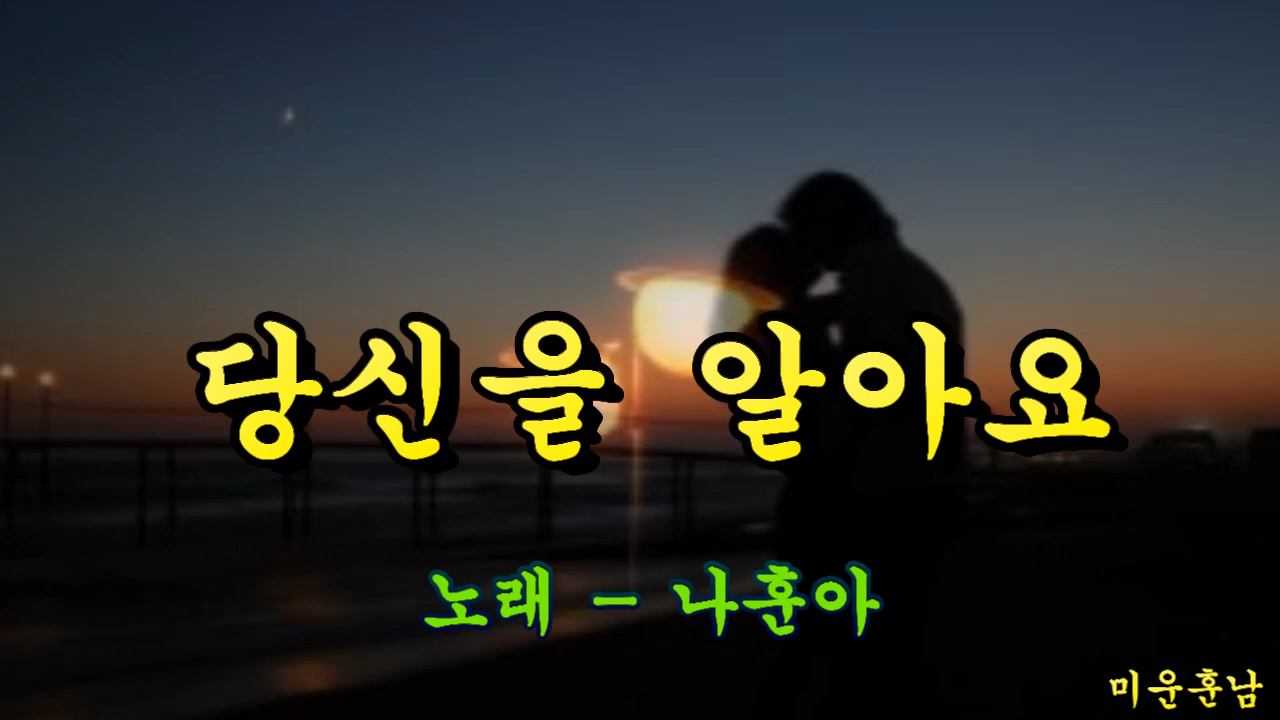 당신을 알아요
노래 - 나훈아
미운훈남